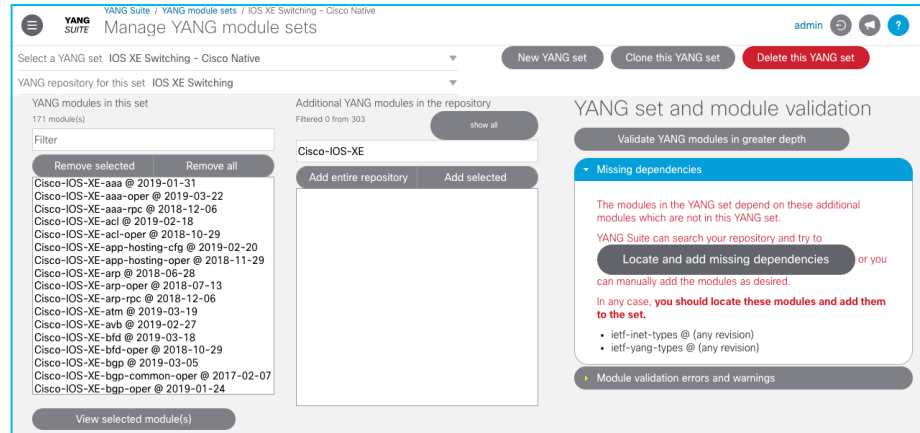 YANG Suite / YANG module sets / IOS XE Switching - Cisco Native
YANG
SUITE
Manage YANG module sets
admin
?
Select a YANG set IOS XE Switching - Cisco Native
New YANG set
Clone this YANG set
Delete this YANG set
YANG repository for this set IOS XE Switching
YANG modules in this set
171 module(s)
Filter
Remove selected
Remove all
Cisco-IOS-XE-aaa @ 2019-01-31
Cisco-IOS-XE-aaa-oper @ 2019-03-22
Cisco-IOS-XE-aaa-rpc @ 2018-12-06
Cisco-IOS-XE-acl @ 2019-02-18
Cisco-IOS-XE-acl-oper @ 2018-10-29
Cisco-IOS-XE-app-hosting-cfg @ 2019-02-20
Cisco-IOS-XE-app-hosting-oper @ 2018-11-29
Cisco-IOS-XE-arp @ 2018-06-28
Cisco-IOS-XE-arp-oper @ 2018-07-13
Cisco-IOS-XE-arp-rpc @ 2018-12-06
Cisco-IOS-XE-atm @ 2019-03-19
Cisco-IOS-XE-avb @ 2019-02-27
Cisco-IOS-XE-bfd @ 2019-03-18
Cisco-IOS-XE-bfd-oper @ 2018-10-29
Cisco-IOS-XE-bgp @ 2019-03-05
Cisco-IOS-XE-bgp-common-oper @ 2017-02-07
Cisco-IOS-XE-bgp-oper @ 2019-01-24
View selected module(s)
Additional YANG modules in the repository
Filtered 0 from 303
show all
Cisco-IOS-XE
Add entire repository
Add selected
YANG set and module validation
Validate YANG modules in greater depth
Missing dependencies
The modules in the YANG set depend on these additional
modules which are not in this YANG set.
YANG Suite can search your repository and try to
Locate and add missing dependencies or you
can manually add the modules as desired.
In any case, you should locate these modules and add them
to the set.
• ietf-inet-types @ (any revision)
• ietf-yang-types @ (any revision)
Module validation errors and warnings